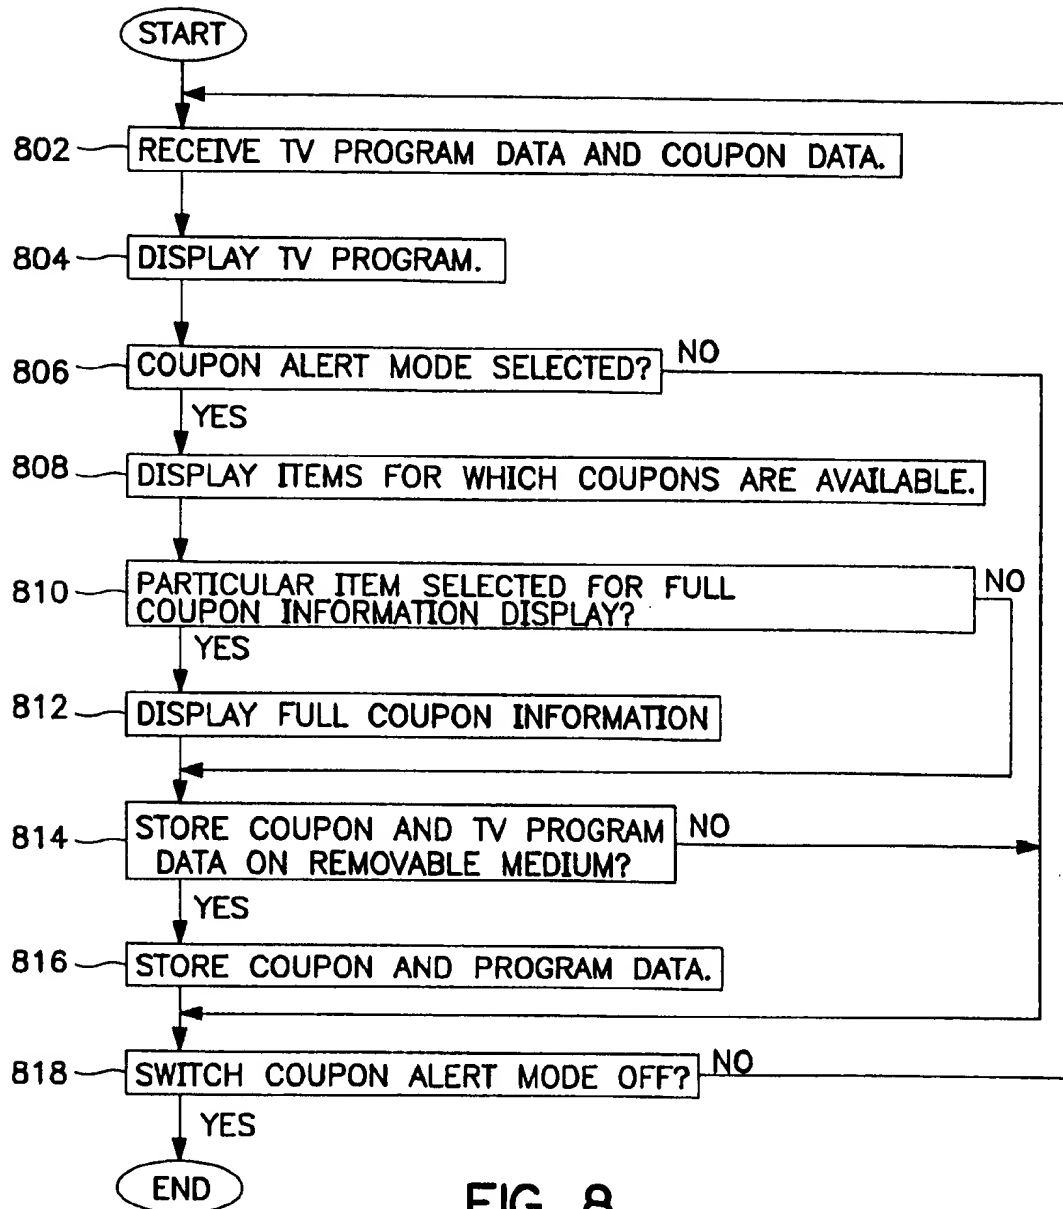 START
802
RECEIVE TV PROGRAM DATA AND COUPON DATA.
804
DISPLAY TV PROGRAM.
806
COUPON ALERT MODE SELECTED?
NO
YES
808
DISPLAY ITEMS FOR WHICH COUPONS ARE AVAILABLE.
810
PARTICULAR ITEM SELECTED FOR FULL
COUPON INFORMATION DISPLAY?
NO
YES
812
DISPLAY FULL COUPON INFORMATION
814
STORE COUPON AND TV PROGRAM
DATA ON REMOVABLE MEDIUM?
NO
YES
816
STORE COUPON AND PROGRAM DATA.
818
SWITCH COUPON ALERT MODE OFF?
NO
YES
END
FIG. 8